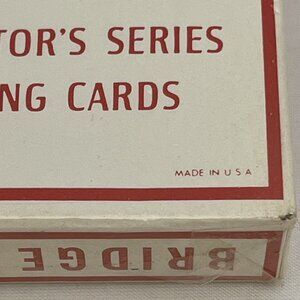 TOR'S SERIES
NG CARDS
MADE IN U S A
BRIDGE